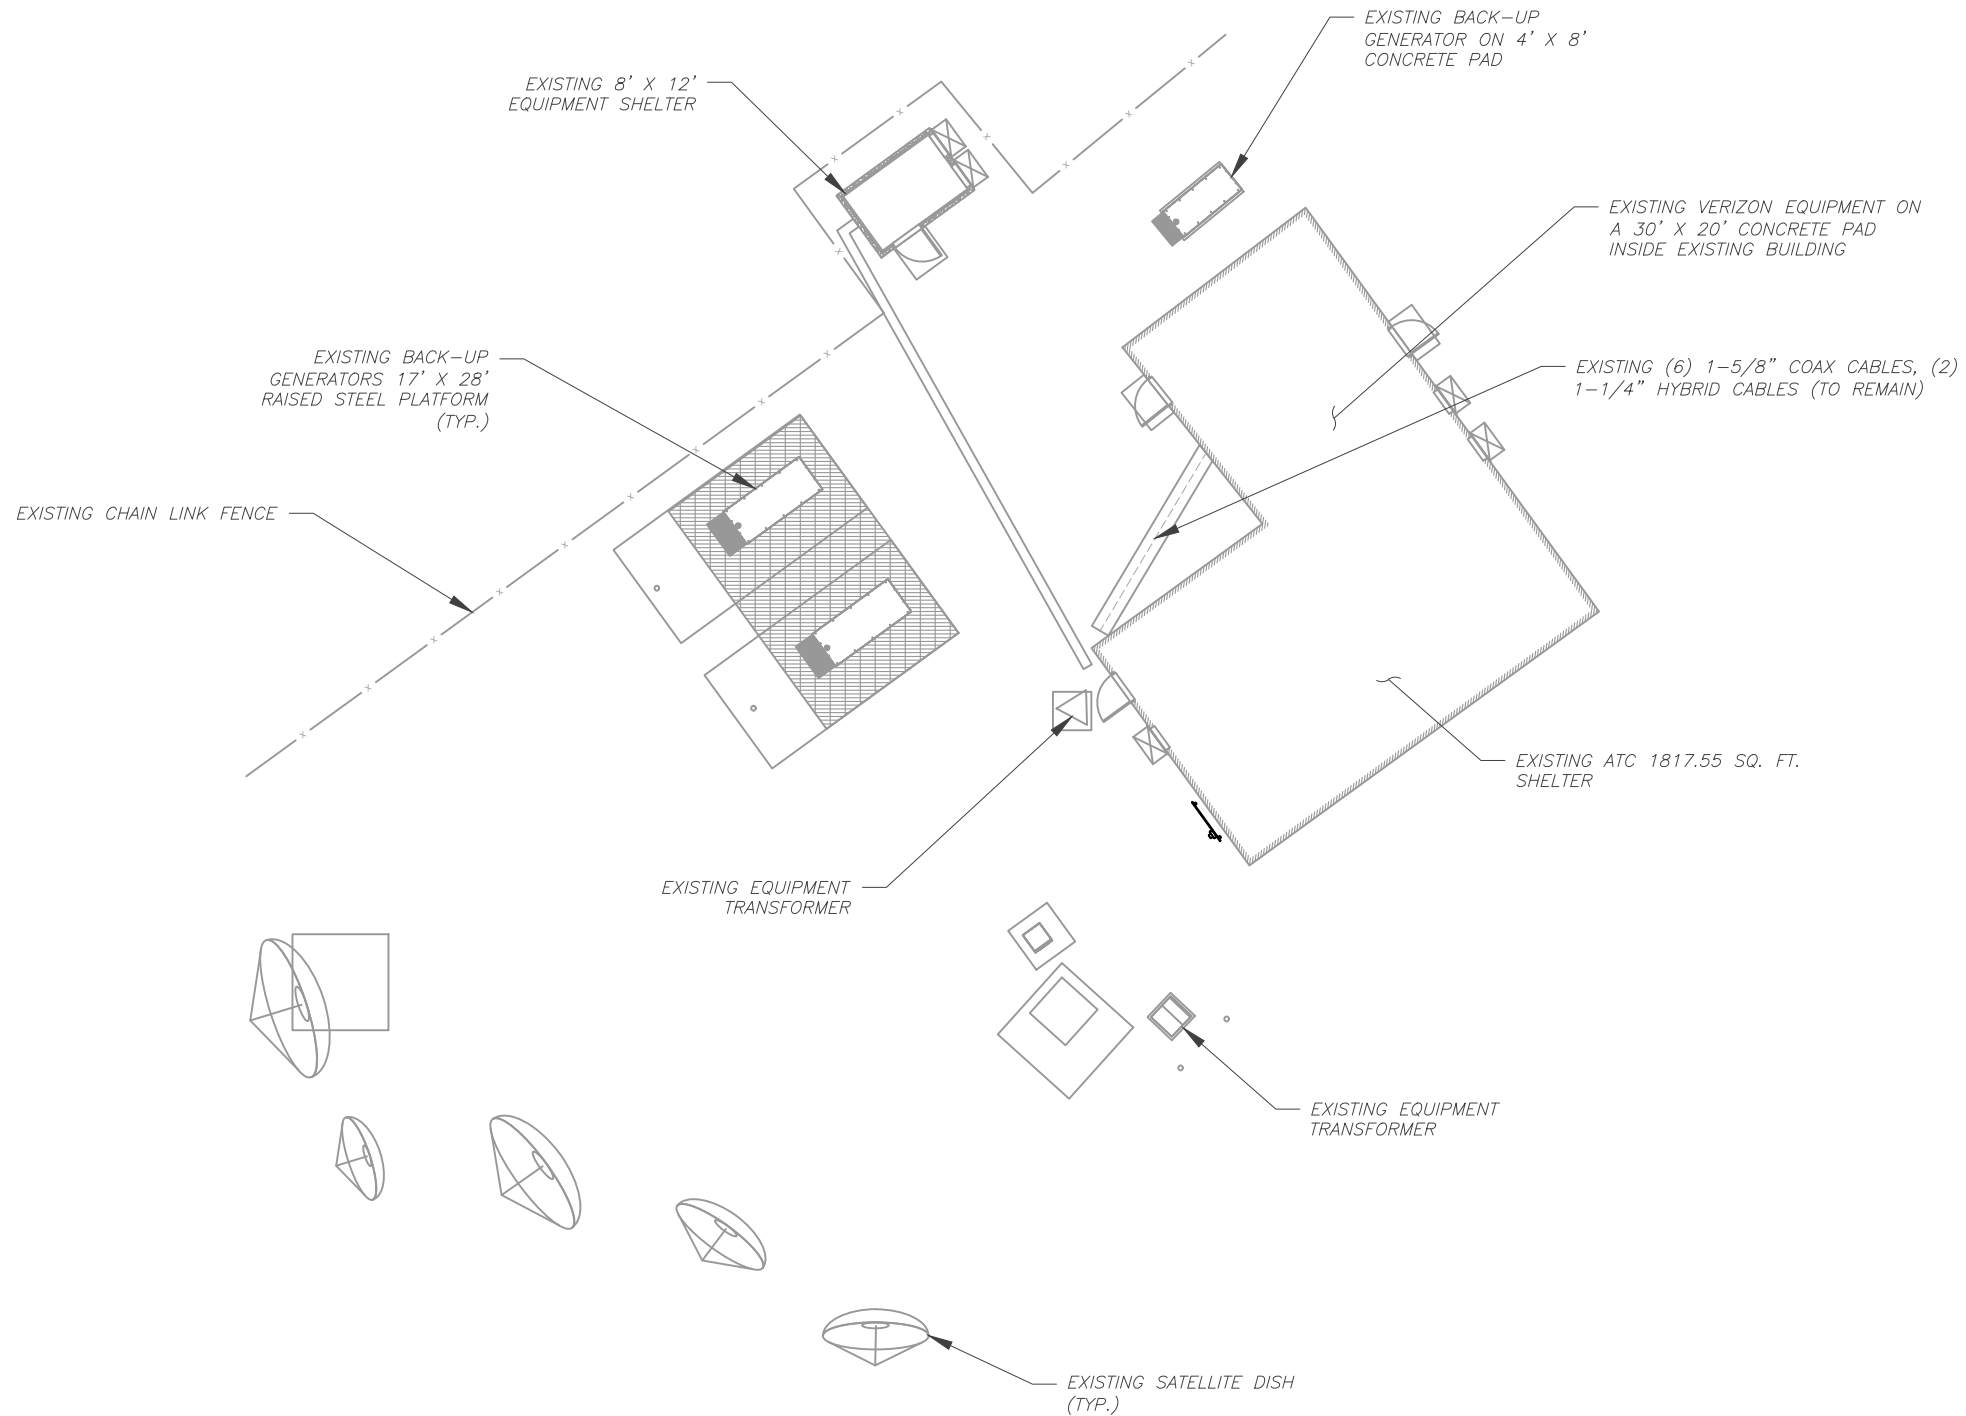 EXISTING BACK-UP
GENERATOR ON 4' X 8'
CONCRETE PAD
EXISTING 8' X 12'
EQUIPMENT SHELTER
EXISTING VERIZON EQUIPMENT ON
A 30' X 20' CONCRETE PAD
INSIDE EXISTING BUILDING
EXISTING BACK-UP
GENERATORS 17' X 28'
RAISED STEEL PLATFORM
(TYP.)
EXISTING (6) 1-5/8" COAX CABLES, (2)
1-1/4" HYBRID CABLES (TO REMAIN)
EXISTING CHAIN LINK FENCE
EXISTING ATC 1817.55 SQ. FT.
SHELTER
EXISTING EQUIPMENT
TRANSFORMER
EXISTING EQUIPMENT
TRANSFORMER
EXISTING SATELLITE DISH
(TYP.)